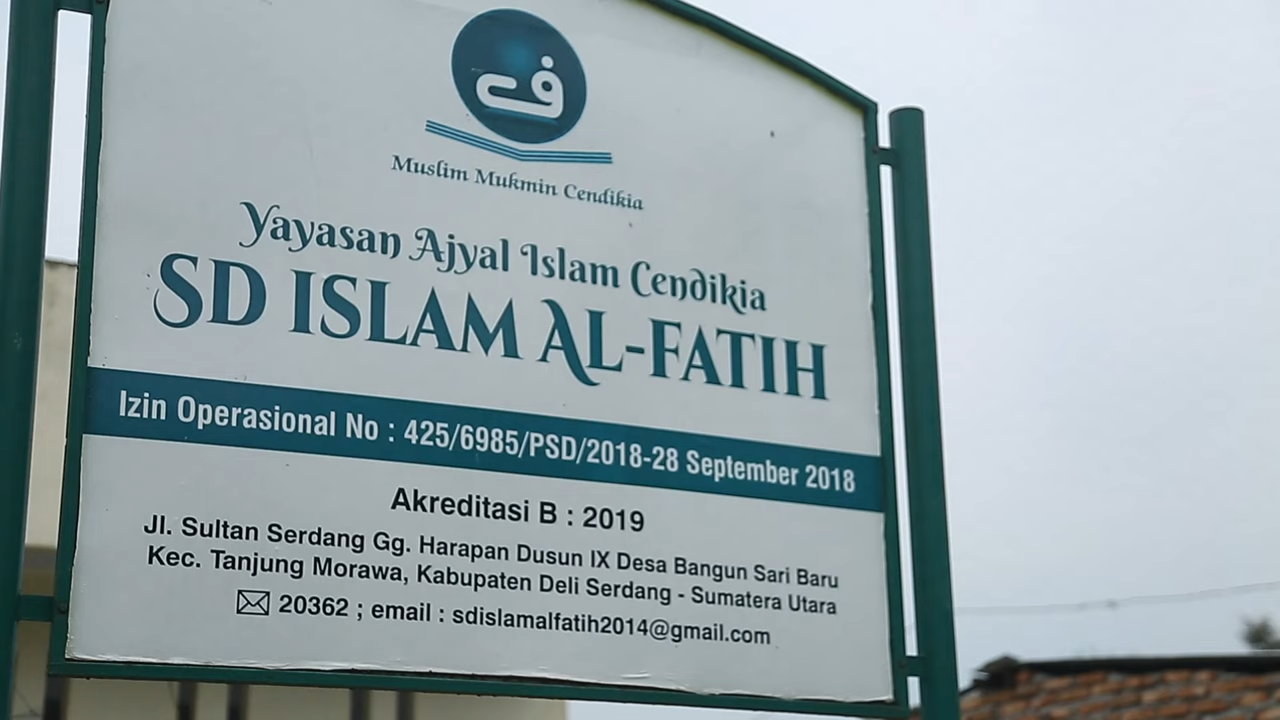 في
Muslim Mukmin Cendikia
Yayasan Ajyal Islam Cendikia
SD ISLAM AL-FATIH
Izin Operasional No : 425/6985/PSD/2018-28 September 2018
Akreditasi B : 2019
Jl. Sultan Serdang Gg. Harapan Dusun IX Desa Bangun Sari Baru
Kec. Tanjung Morawa, Kabupaten Deli Serdang - Sumatera Utara
20362 ; email : sdislamalfatih2014@gmail.com